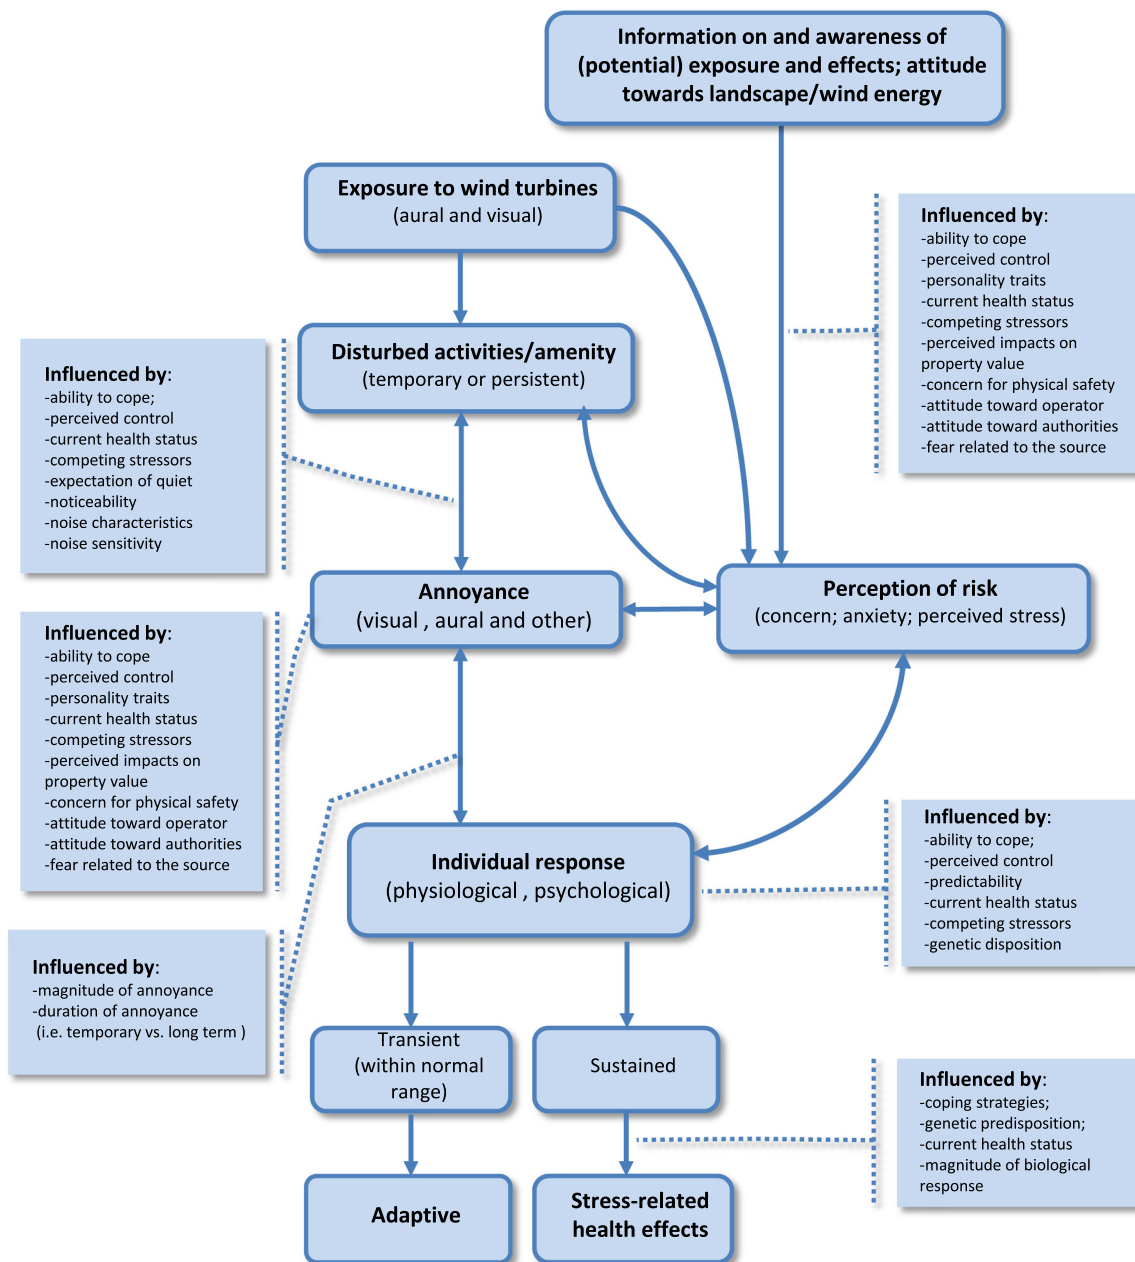 Information on and awareness of
(potential) exposure and effects; attitude
towards landscape/wind energy
Exposure to wind turbines
(aural and visual)
Influenced by:
-ability to cope
-perceived control
-personality traits
-current health status
-competing stressors
-perceived impacts on
property value
-concern for physical safety
-attitude toward operator
-attitude toward authorities
-fear related to the source
Disturbed activities/amenity
(temporary or persistent)
Influenced by:
-ability to cope;
-perceived control
-current health status
-competing stressors
-expectation of quiet
-noticeability
-noise characteristics
-noise sensitivity
Annoyance
(visual , aural and other)
Perception of risk
(concern; anxiety; perceived stress)
Influenced by:
-ability to cope
-perceived control
-personality traits
-current health status
-competing stressors
-perceived impacts on
property value
-concern for physical safety
-attitude toward operator
-attitude toward authorities
-fear related to the source
Individual response
(physiological , psychological)
Influenced by:
-ability to cope;
-perceived control
-predictability
-current health status
-competing stressors
-genetic disposition
Influenced by:
-magnitude of annoyance
-duration of annoyance
(i.e. temporary vs. long term )
Transient
(within normal
range)
Sustained
Influenced by:
-coping strategies;
-genetic predisposition;
-current health status
-magnitude of biological
response
Adaptive
Stress-related
health effects